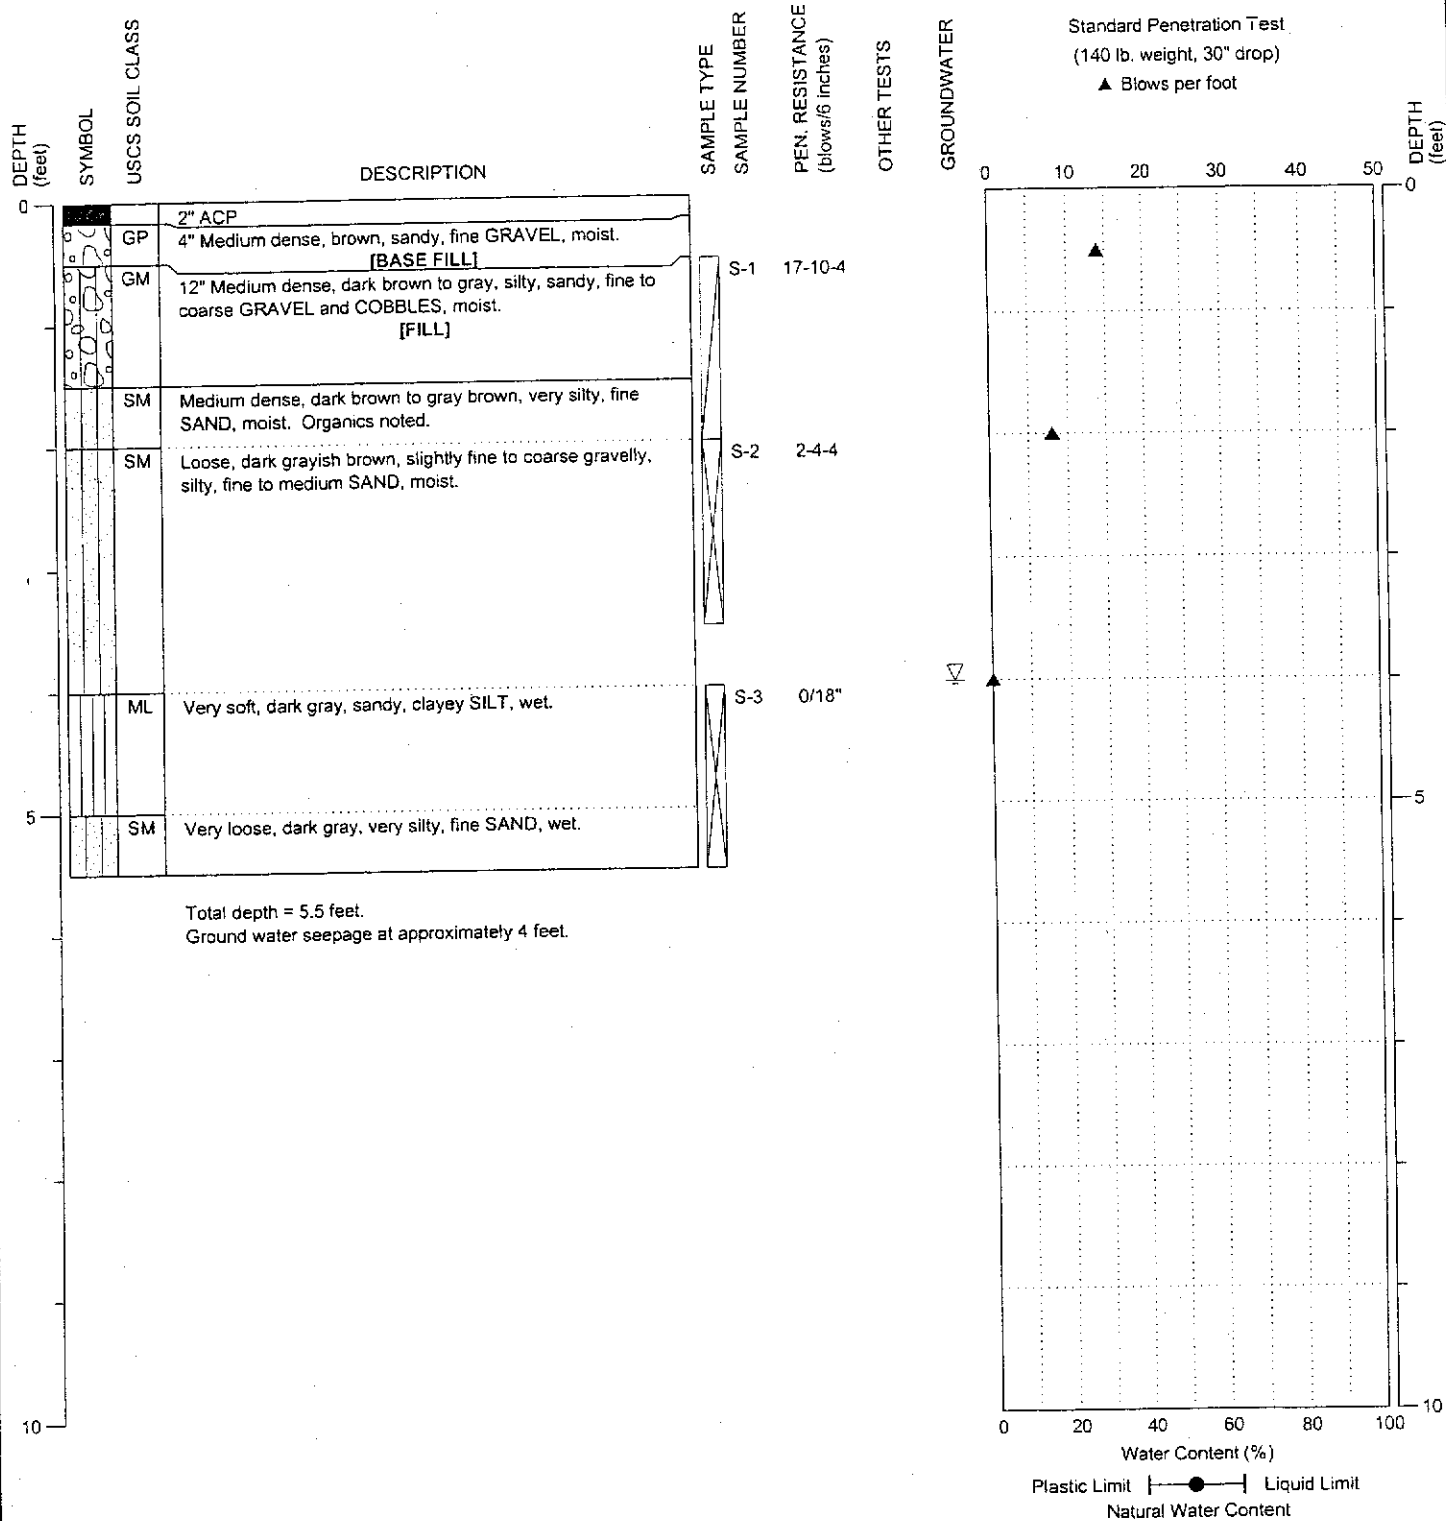 DEPTH
(feet)
SYMBOL
USCS SOIL CLASS
DESCRIPTION
SAMPLE TYPE
SAMPLE NUMBER
PEN. RESISTANCE
(blows/6 inches)
OTHER TESTS
GROUNDWATER
Standard Penetration Test
(140 lb. weight, 30" drop)
▲ Blows per foot
DEPTH
(feet)
0 10 20 30 40 50
0
0
2" ACP
GP 4" Medium dense, brown, sandy, fine GRAVEL, moist.
[BASE FILL]
S-1 17-10-4
GM 12" Medium dense, dark brown to gray, silty, sandy, fine to
coarse GRAVEL and COBBLES, moist.
[FILL]
SM Medium dense, dark brown to gray brown, very silty, fine
SAND, moist. Organics noted.
S-2 2-4-4
SM Loose, dark grayish brown, slightly fine to coarse gravelly,
silty, fine to medium SAND, moist.
S-3 0/18"
ML Very soft, dark gray, sandy, clayey SILT, wet.
5
5
SM Very loose, dark gray, very silty, fine SAND, wet.
Total depth = 5.5 feet.
Ground water seepage at approximately 4 feet.
10
10
0 20 40 60 80 100
Water Content (%)
Plastic Limit Liquid Limit
Natural Water Content